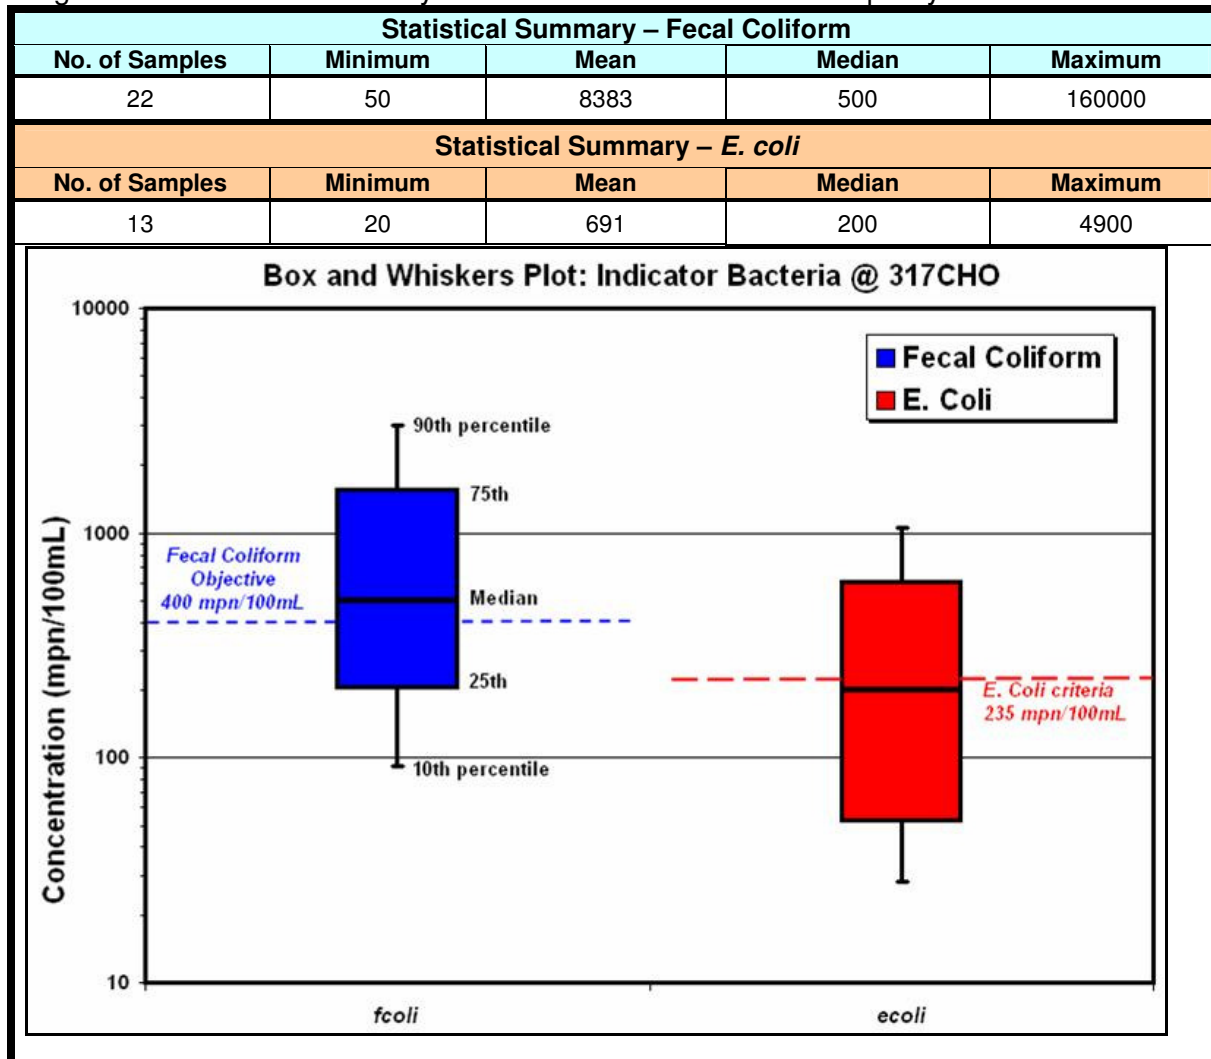 Statistical Summary – Fecal Coliform
No. of Samples Minimum Mean Median Maximum
22 50 8383 500 160000
Statistical Summary – E. coli
No. of Samples Minimum Mean Median Maximum
13 20 691 200 4900
Box and Whiskers Plot: Indicator Bacteria @ 317CHO
10000
Fecal Coliform
E. Coli
90th percentile
75th
1000
Fecal Coliform
Objective
400 mpn/100mL
Median
25th
E. Coli criteria
235 mpn/100mL
100
10th percentile
10
Concentration (mpn/100mL)
fcoli ecoli